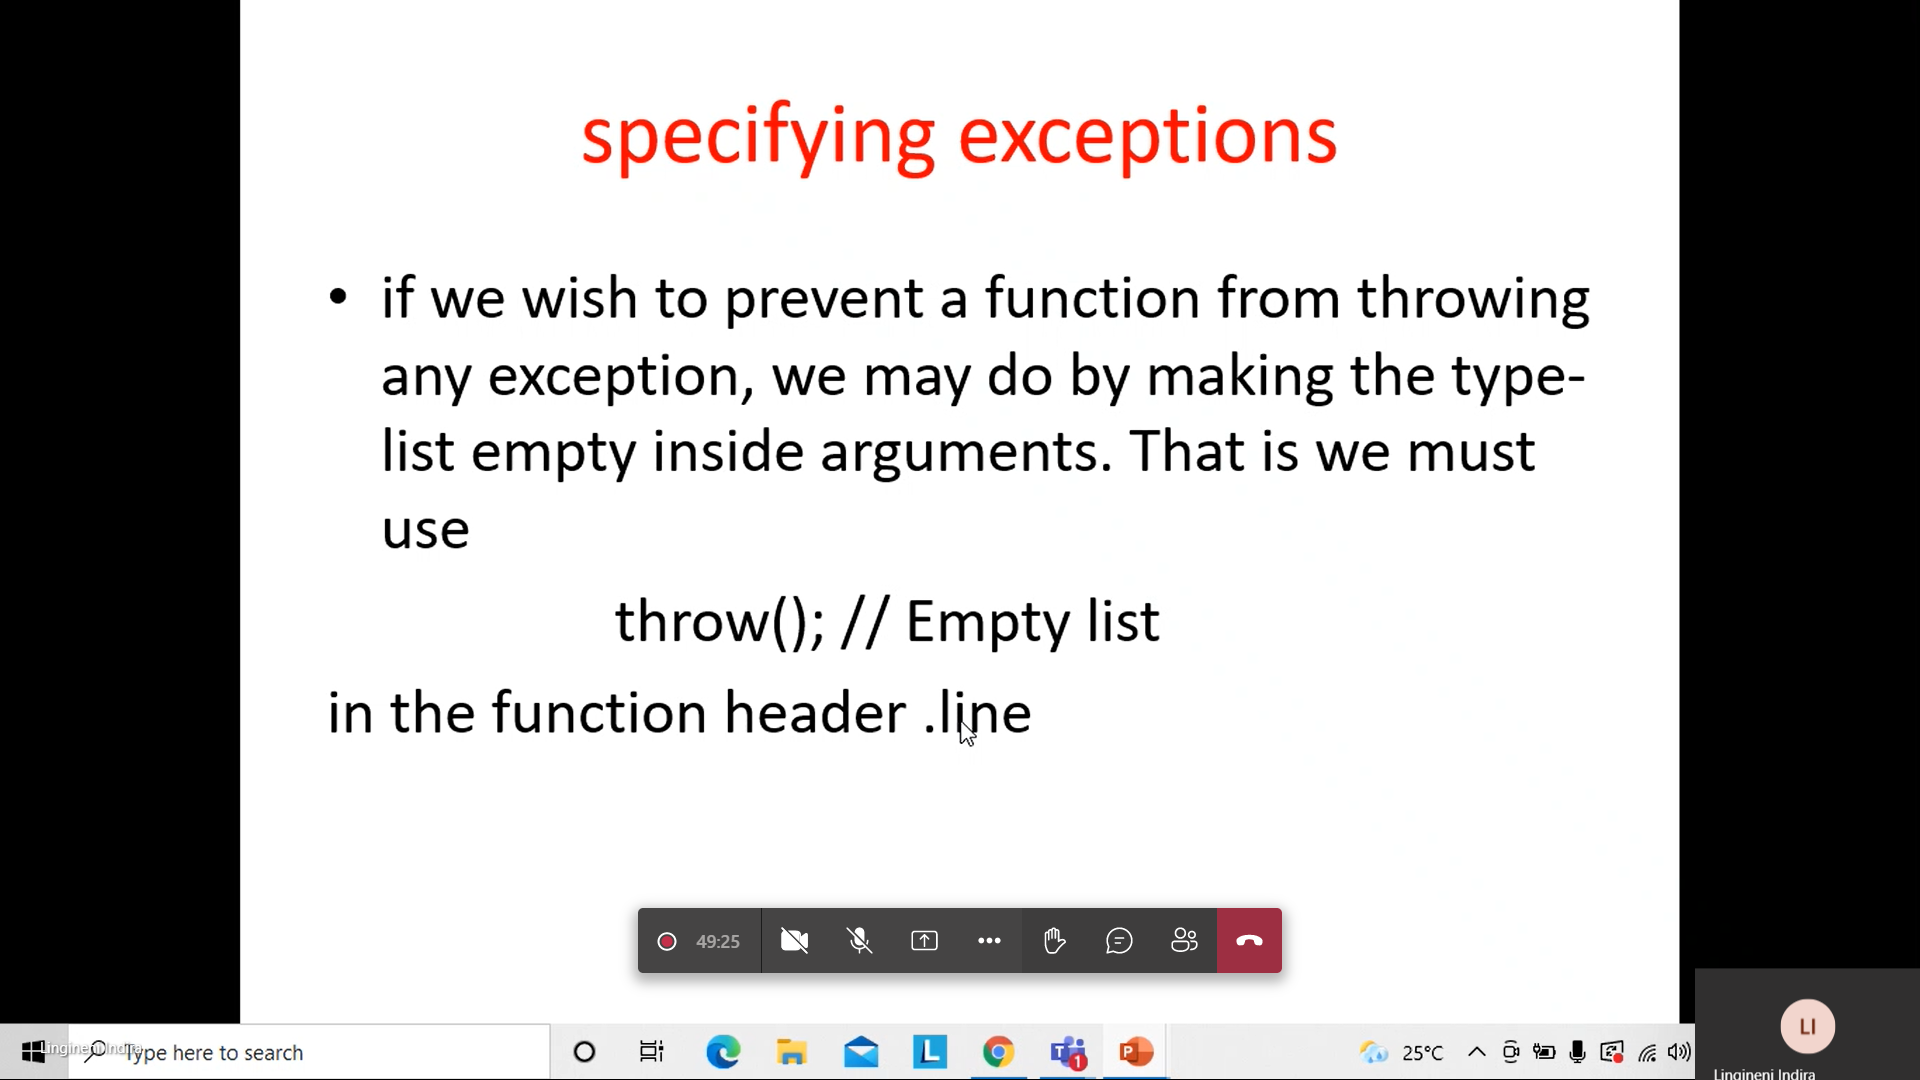 specifying exceptions
• if we wish to prevent a function from throwing
any exception, we may do by making the type-
list empty inside arguments. That is we must
use
throw(); // Empty list
in the function header .line
49:25
LI
Lingineni Indira
Lingineni Indira
Type here to search
25°C